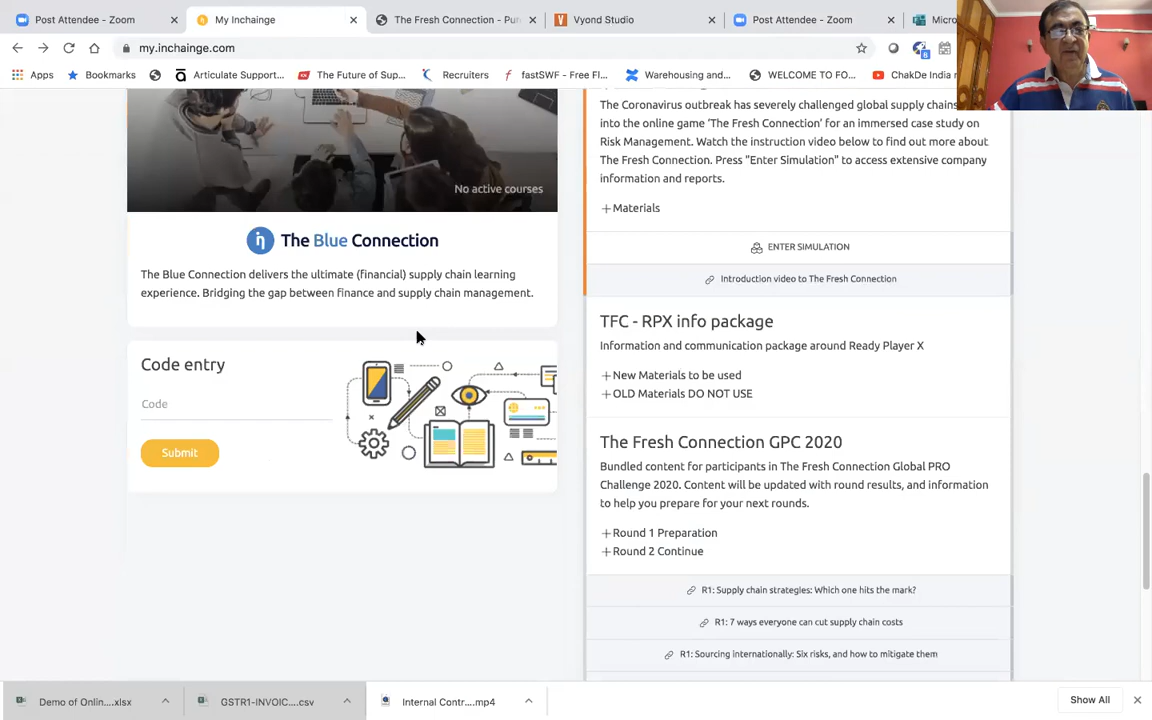 Post Attendee - Zoom
My Inchainge
The Fresh Connection - Pu
Vyond Studio
Post Attendee - Zoom
Micro
my.inchainge.com
Apps
Bookmarks
Articulate Support...
The Future of Sup...
Recruiters
fastSWF - Free Fl...
Warehousing and...
WELCOME TO FO...
ChakDe India
No active courses
The Blue Connection
The Blue Connection delivers the ultimate (financial) supply chain learning
experience. Bridging the gap between finance and supply chain management.
Code entry
Code
Submit
The Coronavirus outbreak has severely challenged global supply chains
into the online game ‘The Fresh Connection’ for an immersed case study on
Risk Management. Watch the instruction video below to find out more about
The Fresh Connection. Press "Enter Simulation" to access extensive company
information and reports.
+Materials
ENTER SIMULATION
Introduction video to The Fresh Connection
TFC - RPX info package
Information and communication package around Ready Player X
+New Materials to be used
+OLD Materials DO NOT USE
The Fresh Connection GPC 2020
Bundled content for participants in The Fresh Connection Global PRO
Challenge 2020. Content will be updated with round results, and information
to help you prepare for your next rounds.
+Round 1 Preparation
+Round 2 Continue
R1: Supply chain strategies: Which one hits the mark?
R1: 7 ways everyone can cut supply chain costs
R1: Sourcing internationally: Six risks, and how to mitigate them
Demo of Onlin....xlsx
GSTR1-INVOIC....csv
Internal Contr....mp4
Show All